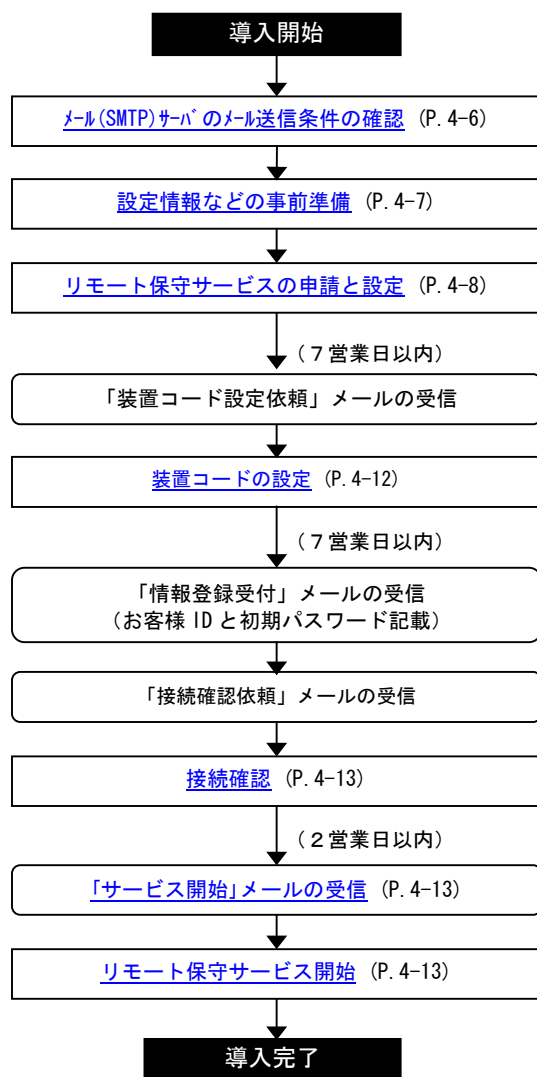 導入開始
ﾒｰﾙ(SMTP)ｻｰﾊﾞのﾒｰﾙ送信条件の確認 (P. 4-6)
設定情報などの事前準備 (P. 4-7)
リモート保守サービスの申請と設定 (P. 4-8)
（７営業日以内）
「装置コード設定依頼」メールの受信
装置コードの設定 (P. 4-12)
（７営業日以内）
「情報登録受付」メールの受信
（お客様 ID と初期パスワード記載）
「接続確認依頼」メールの受信
接続確認 (P. 4-13)
（２営業日以内）
「サービス開始」メールの受信 (P. 4-13)
リモート保守サービス開始 (P. 4-13)
導入完了